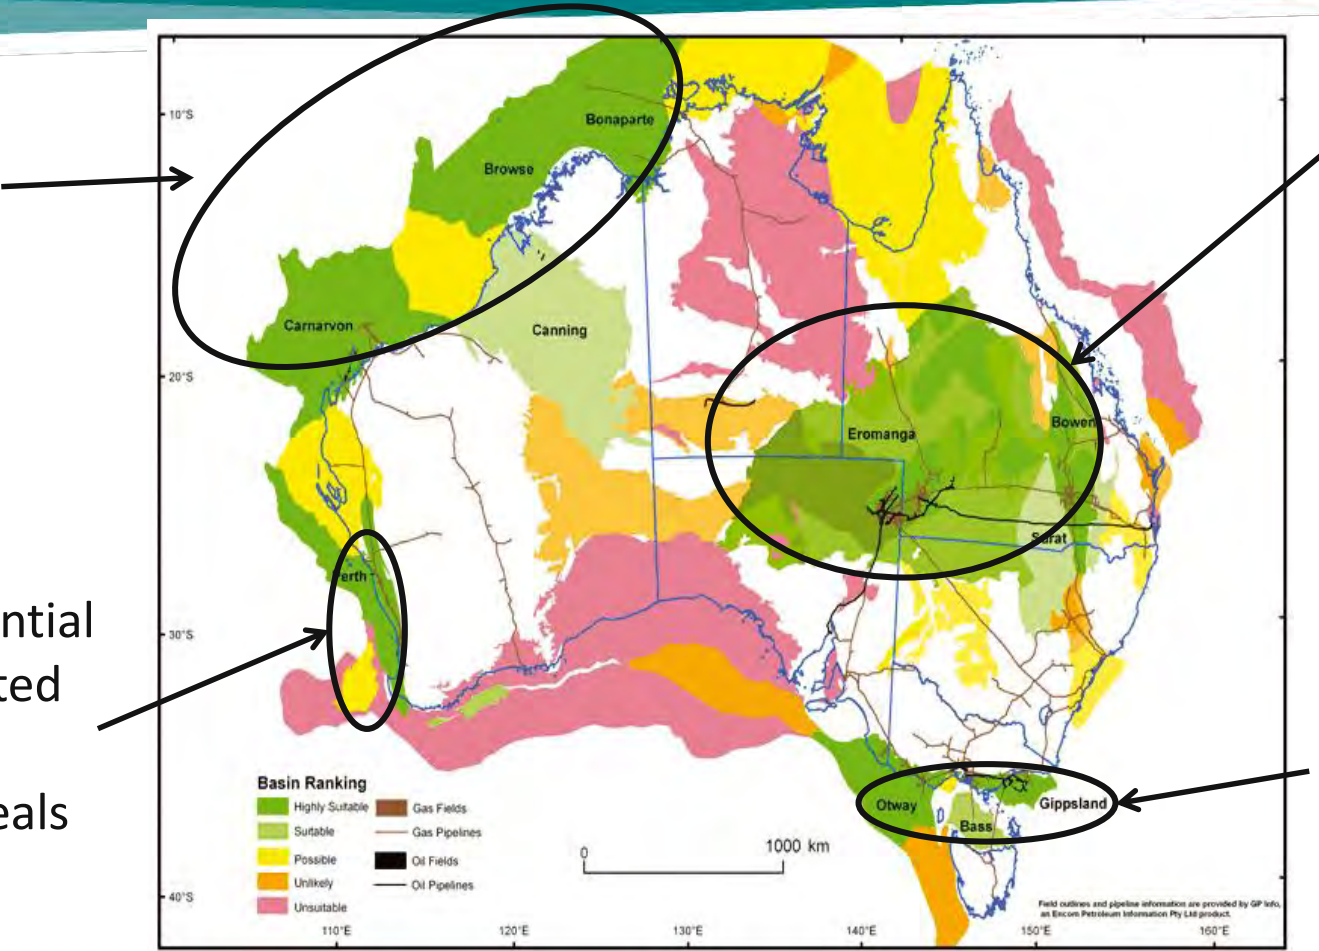 10°S
Bonaparte
Browse
Carnarvon
Canning
20°S
Eromanga
Bowen
Surat
Perth
ntial
30°S
ted
eals
Basin Ranking
Highly Suitable
Suitable
Possible
Unlikely
Unsuitable
Gas Fields
Gas Pipelines
Oil Fields
Oil Pipelines
0
1000 km
Otway
Gippsland
Bass
40°S
Field outlines and pipeline information are provided by GP Info,
an Encom Petroleum Information Pty Ltd product.
110°E
120°E
130°E
140°E
150°E
160°E